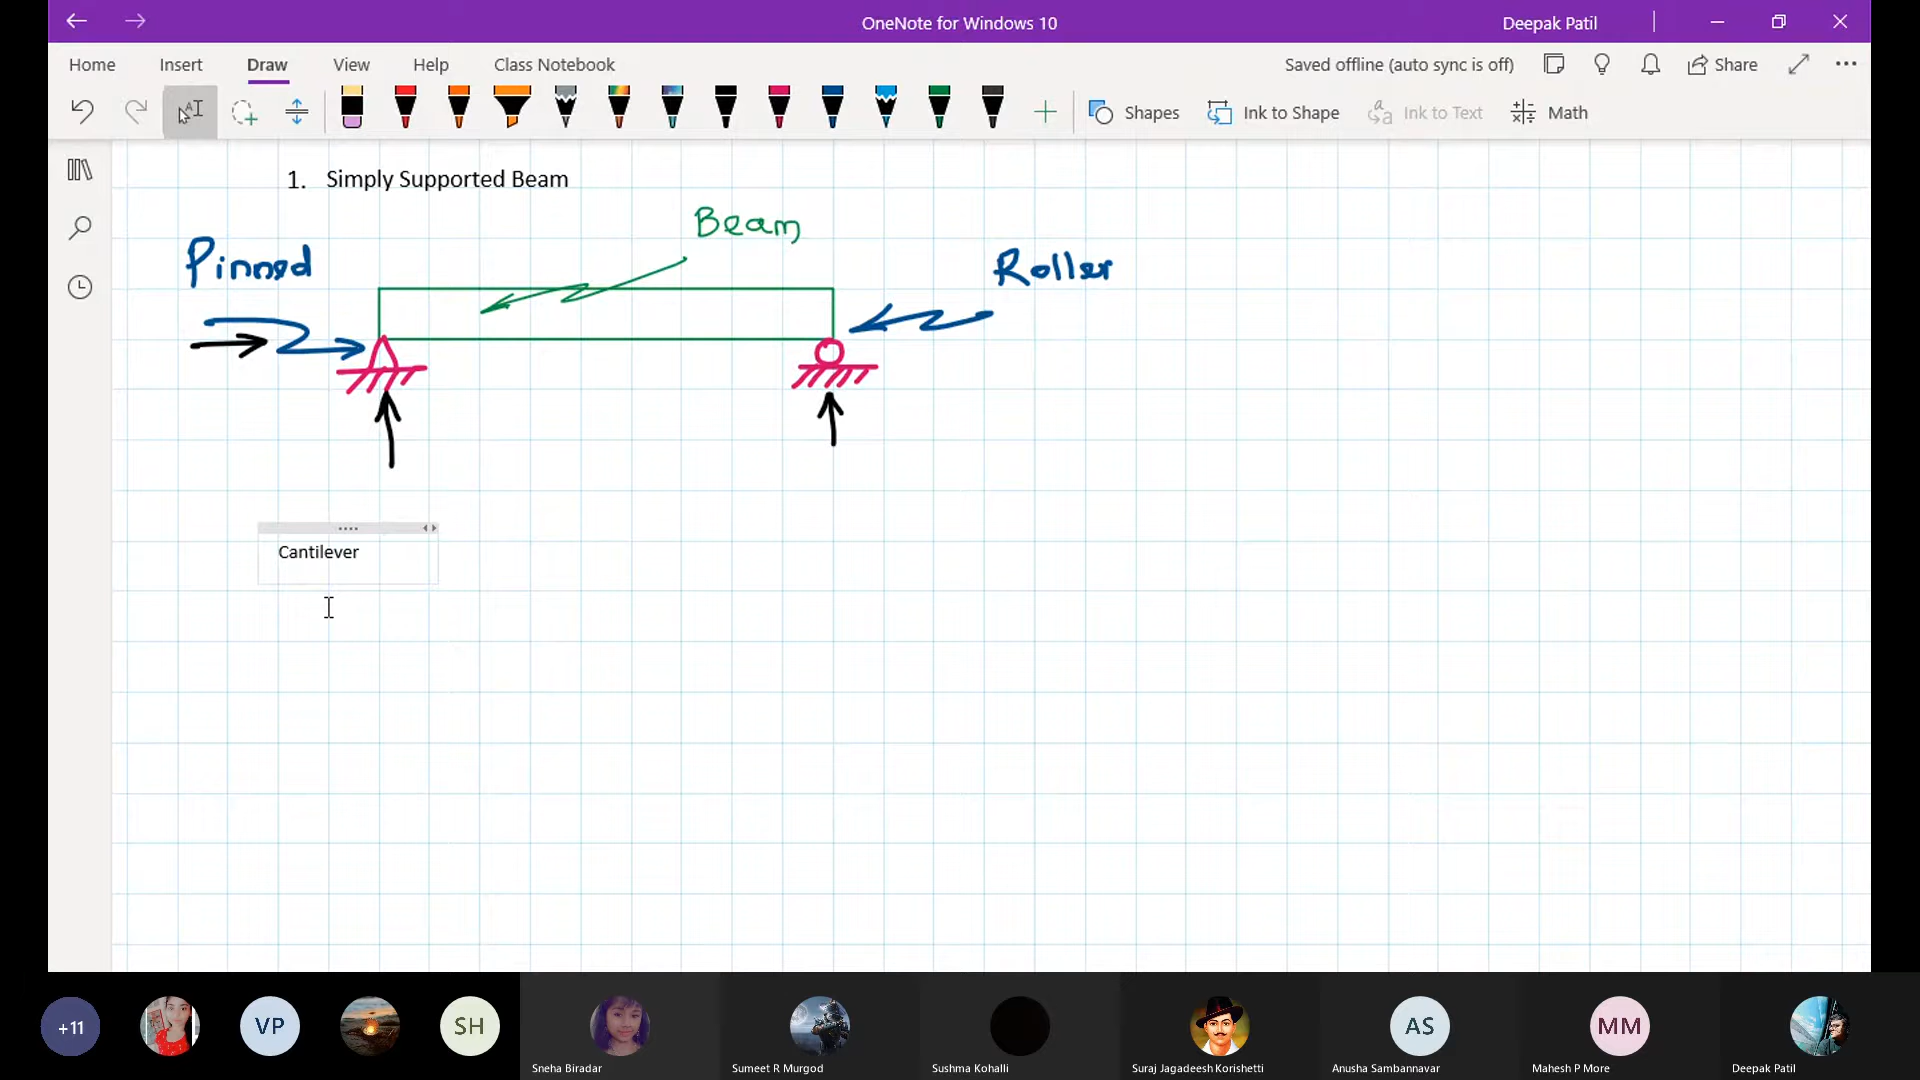 OneNote for Windows 10
Deepak Patil
Home Insert Draw View Help Class Notebook
Saved offline (auto sync is off)
Share
Shapes
Ink to Shape
Ink to Text
Math
1. Simply Supported Beam
Beam
Pinned
Roller
Cantilever
+11
VP
SH
AS
MM
Sneha Biradar
Sumeet R Murgod
Sushma Kohalli
Suraj Jagadeesh Korishetti
Anusha Sambannavar
Mahesh P More
Deepak Patil